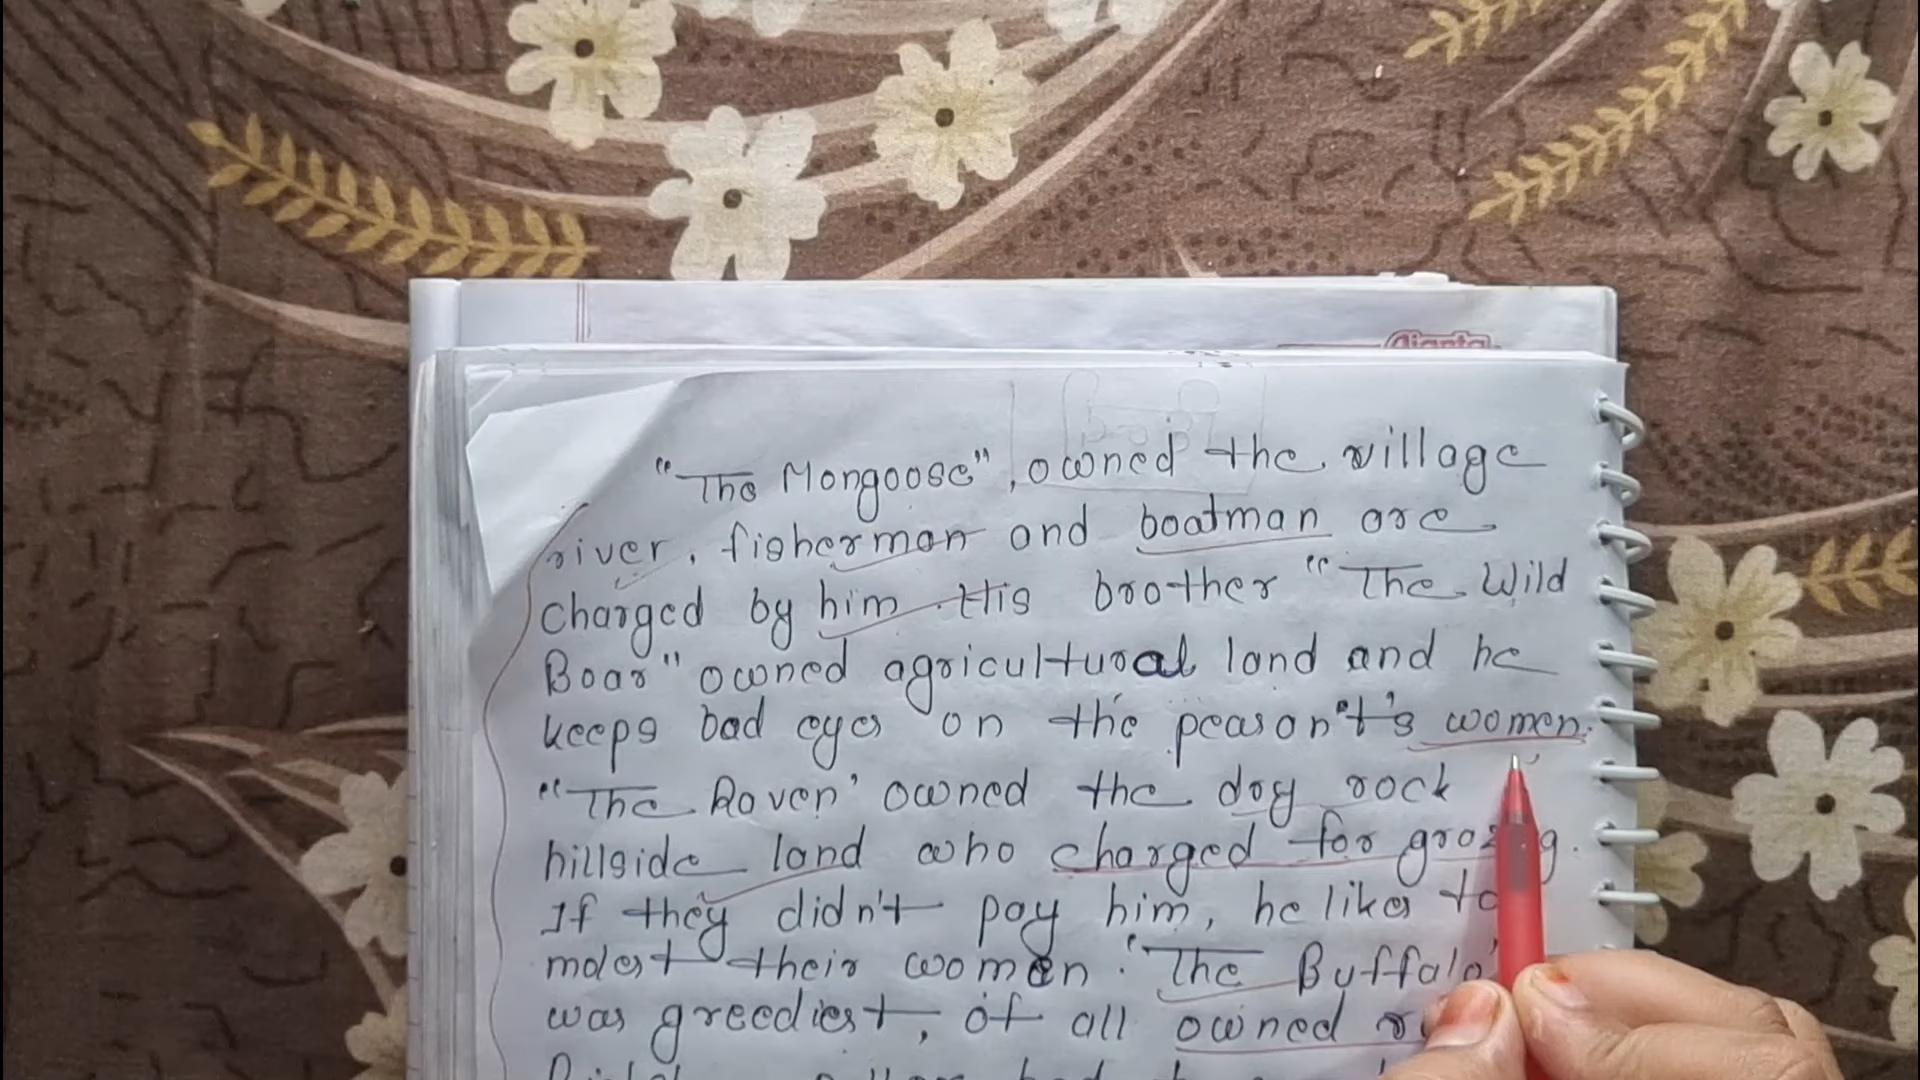 Ajanta
"The Mongoose", owned the village
river, fisherman and boatman are
charged by him. His brother "The Wild
Boar" owned agricultural land and he
keeps bad eyes on the peasant's women.
"The Raven' owned the dry rock
hillside land who charged for grazing.
If they didn't pay him, he likes to
molest their women. 'The Buffalo'
was greediest, of all owned